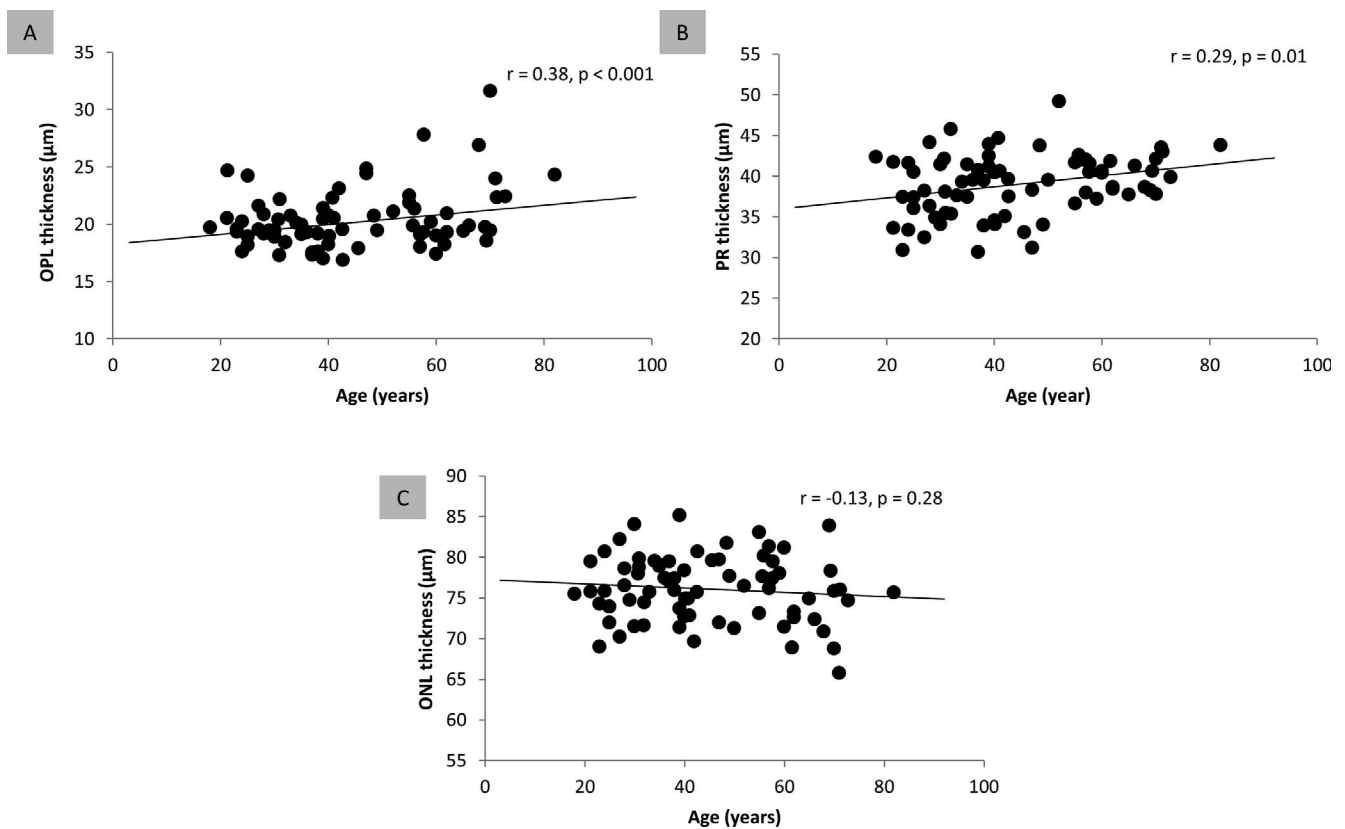 A
r = 0.38, p < 0.001
OPL thickness (µm)
35
30
25
20
15
10
0 20 40 60 80 100
Age (years)
B
r = 0.29, p = 0.01
PR thickness (µm)
55
50
45
40
35
30
25
20
0 20 40 60 80 100
Age (year)
C
r = -0.13, p = 0.28
ONL thickness (µm)
90
85
80
75
70
65
60
55
0 20 40 60 80 100
Age (years)